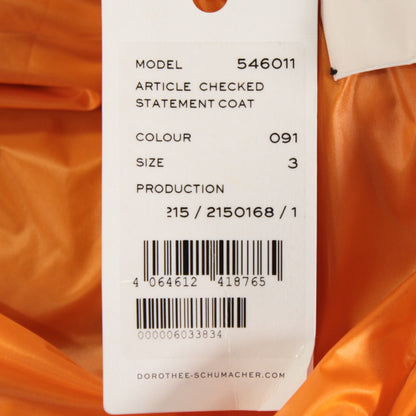 MODEL 546011
ARTICLE CHECKED
STATEMENT COAT
COLOUR 091
SIZE 3
PRODUCTION
215 / 2150168 / 1
4 064612 418765
000006033834
DOROTHEE-SCHUMACHER.COM